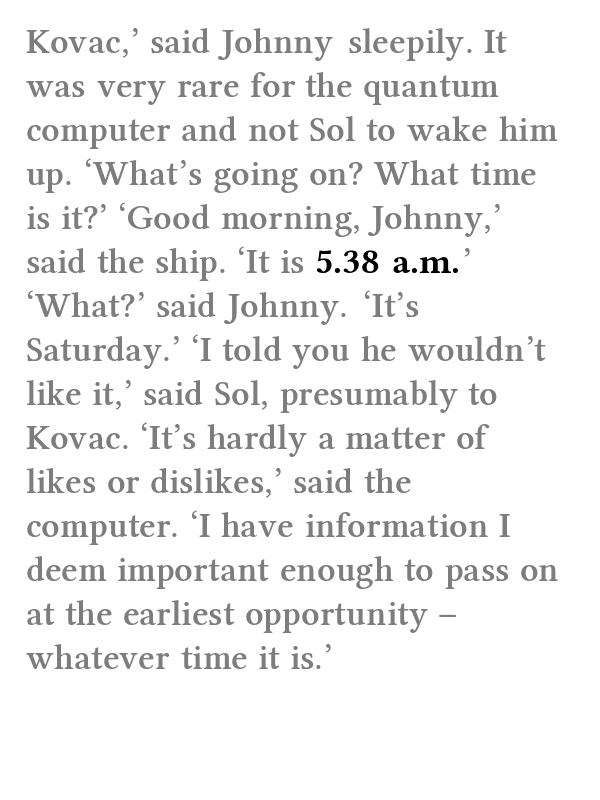 Kovac,’ said Johnny sleepily. It
was very rare for the quantum
computer and not Sol to wake him
up. ‘What’s going on? What time
is it?’ ‘Good morning, Johnny,’
said the ship. ‘It is 5.38 a.m.’
‘What?’ said Johnny. ‘It’s
Saturday.’ ‘I told you he wouldn’t
like it,’ said Sol, presumably to
Kovac. ‘It’s hardly a matter of
likes or dislikes,’ said the
computer. ‘I have information I
deem important enough to pass on
at the earliest opportunity –
whatever time it is.’